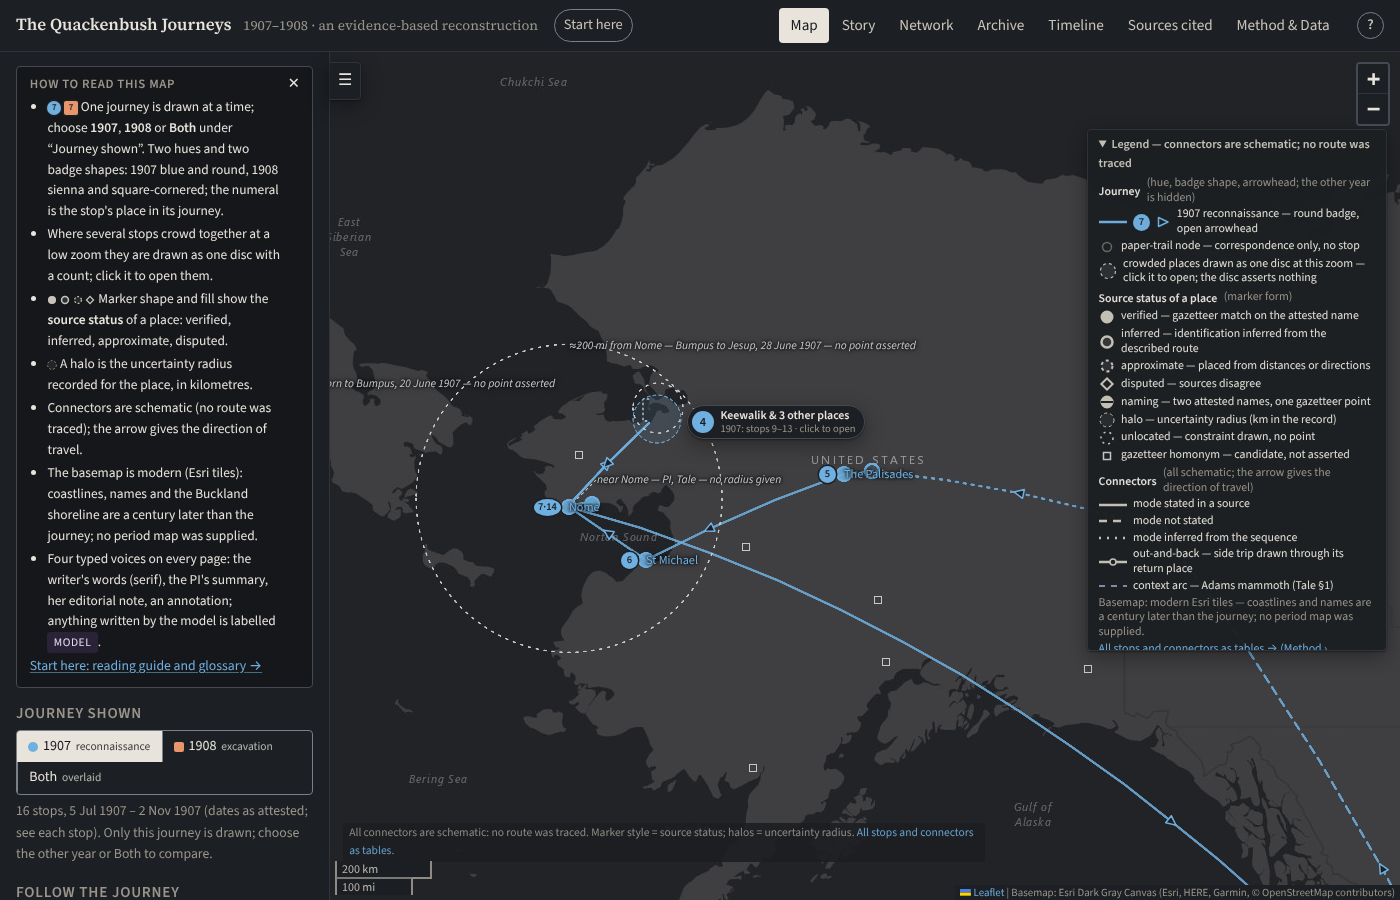 The Quackenbush Journeys 1907–1908 · an evidence-based reconstruction Start here Map Story Network Archive Timeline Sources cited Method & Data ?
HOW TO READ THIS MAP ✕
7 7 One journey is drawn at a time;
choose 1907, 1908 or Both under
“Journey shown”. Two hues and two
badge shapes: 1907 blue and round, 1908
sienna and square-cornered; the numeral
is the stop's place in its journey.
Where several stops crowd together at a
low zoom they are drawn as one disc with
a count; click it to open them.
Marker shape and fill show the
source status of a place: verified,
inferred, approximate, disputed.
A halo is the uncertainty radius
recorded for the place, in kilometres.
Connectors are schematic (no route was
traced); the arrow gives the direction of
travel.
The basemap is modern (Esri tiles):
coastlines, names and the Buckland
shoreline are a century later than the
journey; no period map was supplied.
Four typed voices on every page: the
writer's words (serif), the PI's summary,
her editorial note, an annotation;
anything written by the model is labelled
MODEL .
Start here: reading guide and glossary →
JOURNEY SHOWN
1907 reconnaissance
1908 excavation
Both overlaid
16 stops, 5 Jul 1907 – 2 Nov 1907 (dates as attested;
see each stop). Only this journey is drawn; choose
the other year or Both to compare.
FOLLOW THE JOURNEY
☰
Chukchi Sea
East
Siberian
Sea
≈200 mi from Nome — Bumpus to Jesup, 28 June 1907 — no point asserted
orn to Bumpus, 20 June 1907 — no point asserted
4
Keewalik & 3 other places
1907: stops 9–13 · click to open
UNITED STATES
5
The Palisades
near Nome — PI, Tale — no radius given
7·14
Nome
Norton Sound
6
St Michael
Bering Sea
Gulf of
Alaska
All connectors are schematic: no route was traced. Marker style = source status; halos = uncertainty radius. All stops and connectors
as tables.
200 km
100 mi
+
−
▼ Legend — connectors are schematic; no route was
traced
Journey (hue, badge shape, arrowhead; the other year
is hidden)
7 1907 reconnaissance — round badge,
open arrowhead
paper-trail node — correspondence only, no stop
crowded places drawn as one disc at this zoom —
click it to open; the disc asserts nothing
Source status of a place (marker form)
verified — gazetteer match on the attested name
inferred — identification inferred from the
described route
approximate — placed from distances or directions
disputed — sources disagree
naming — two attested names, one gazetteer point
halo — uncertainty radius (km in the record)
unlocated — constraint drawn, no point
gazetteer homonym — candidate, not asserted
Connectors (all schematic; the arrow gives the
direction of travel)
mode stated in a source
mode not stated
mode inferred from the sequence
out-and-back — side trip drawn through its
return place
context arc — Adams mammoth (Tale §1)
Basemap: modern Esri tiles — coastlines and names are
a century later than the journey; no period map was
supplied.
All stops and connectors as tables → (Method ›
Leaflet | Basemap: Esri Dark Gray Canvas (Esri, HERE, Garmin, © OpenStreetMap contributors)